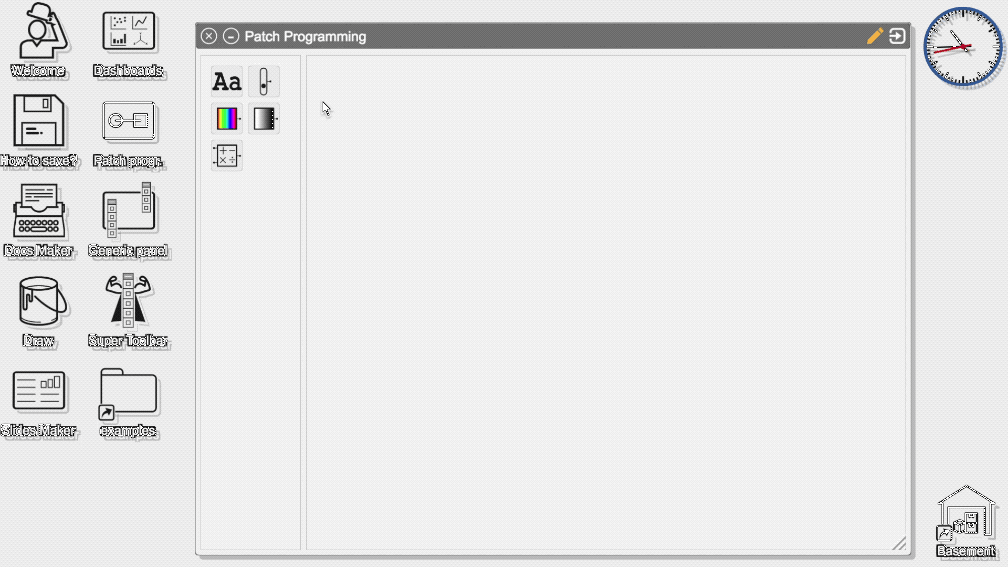 Welcome
Dashboards
How to save?
Patch progr.
Docs Maker
Generic panel
Draw
Super Toolbar
Slides Maker
examples
Patch Programming
Aa
Basement